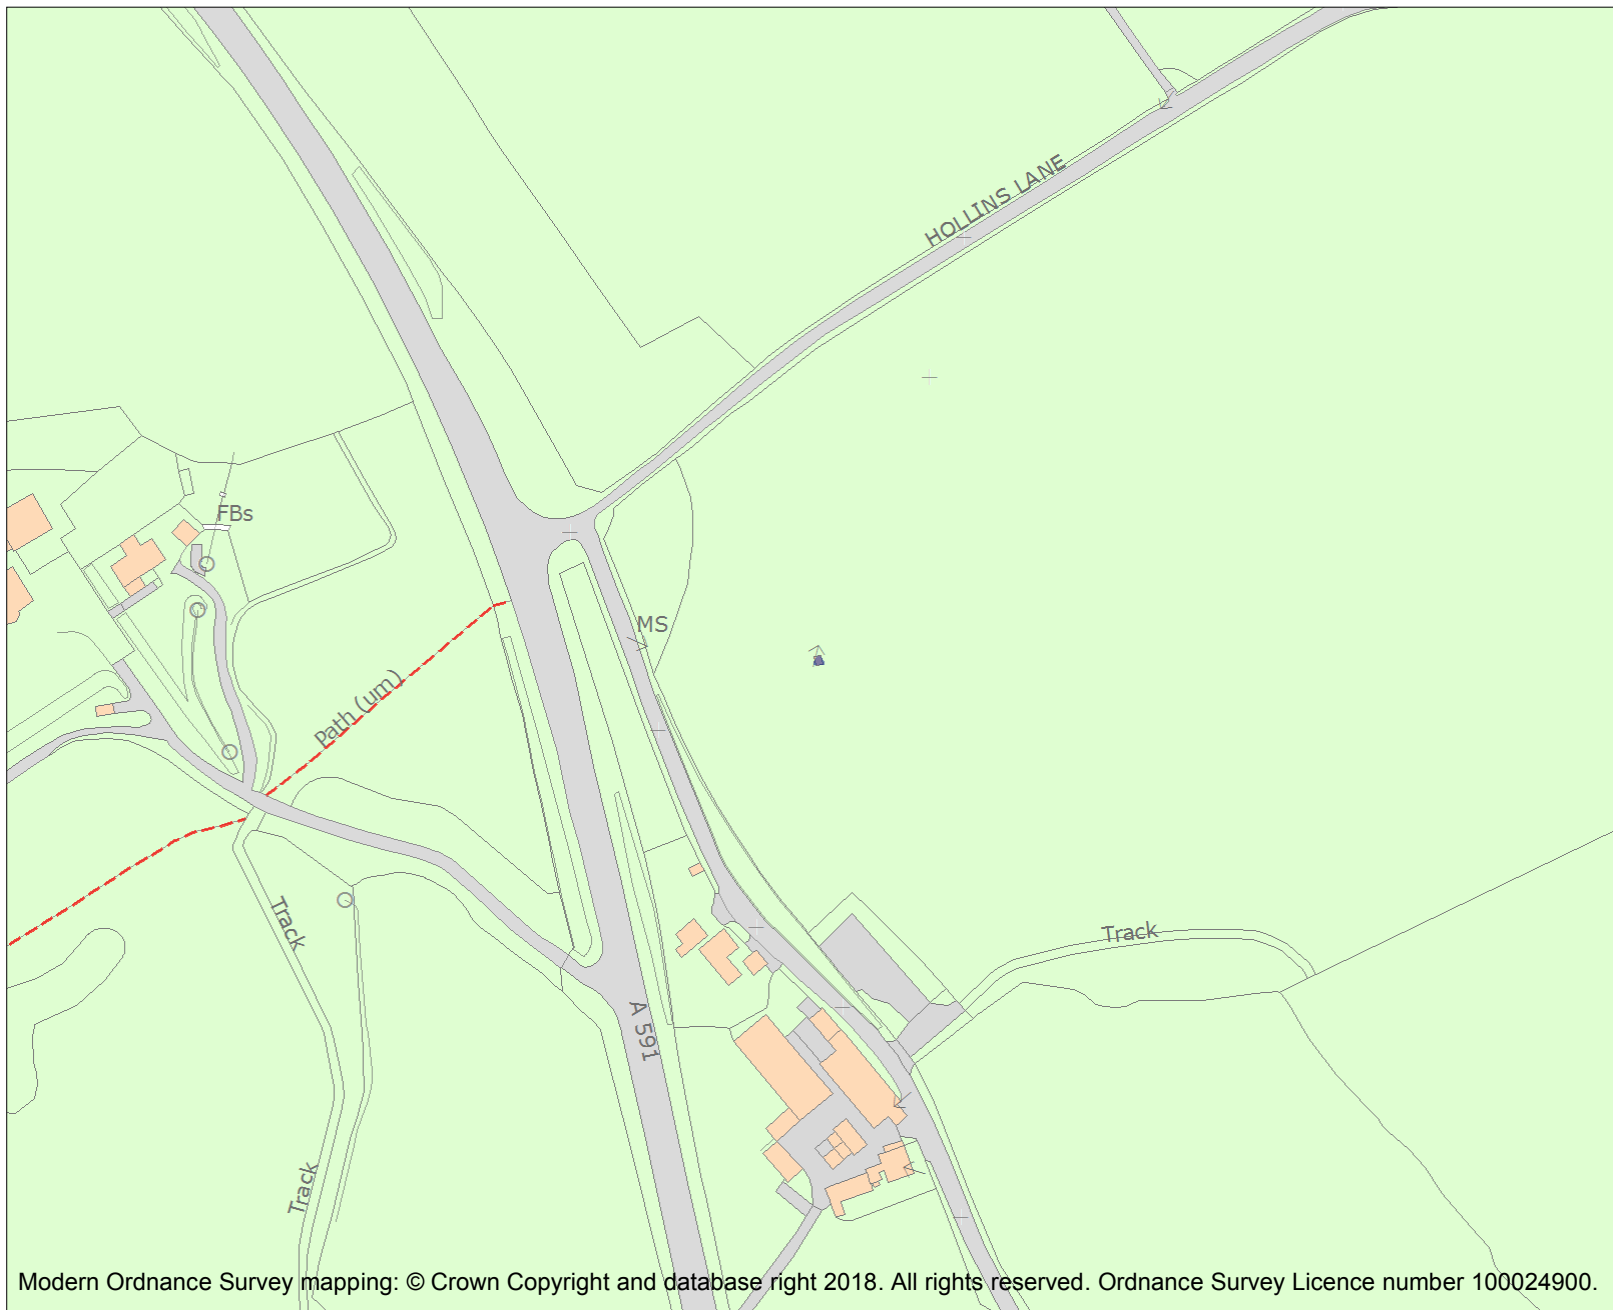 HOLLINS LANE
FBs
MS
Path (um)
Track
Track
A 591
Track
Modern Ordnance Survey mapping: © Crown Copyright and database right 2018. All rights reserved. Ordnance Survey Licence number 100024900.